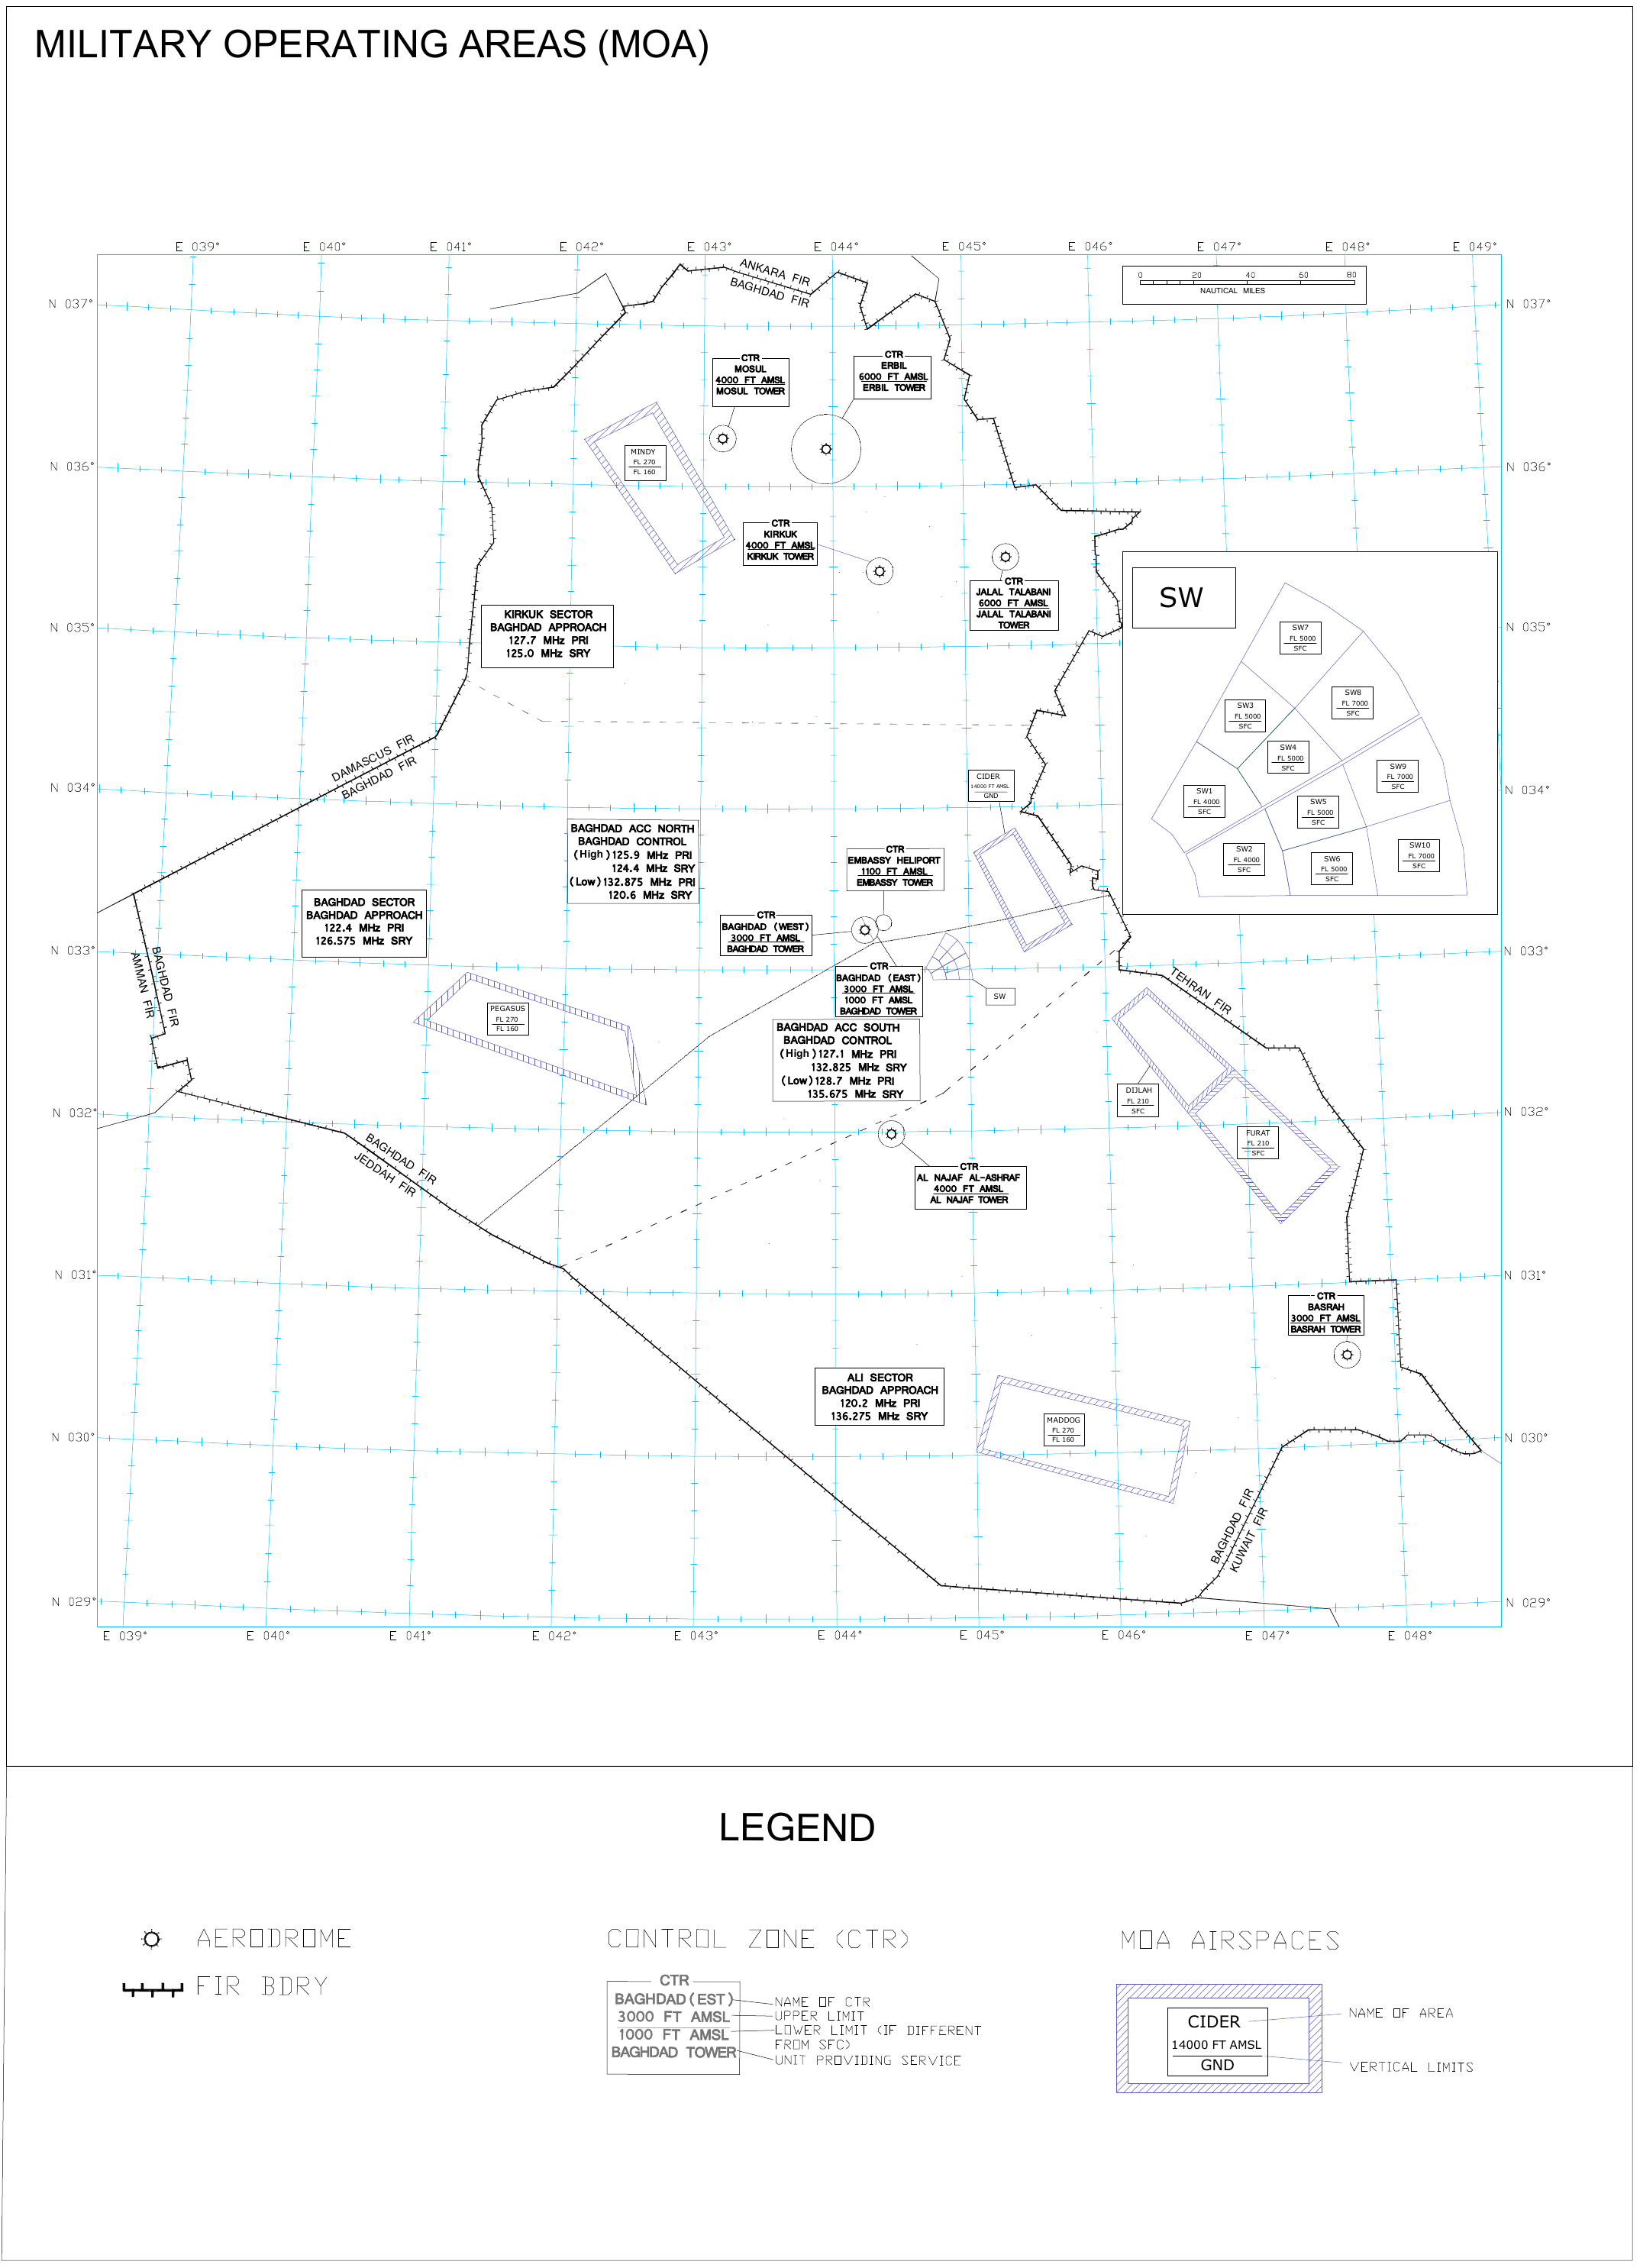 MILITARY OPERATING AREAS (MOA)
E 039° E 040° E 041° E 042° E 043° E 044° E 045° E 046° E 047° E 048° E 049°
0 20 40 60 80
NAUTICAL MILES
ANKARA FIR
BAGHDAD FIR
N 037° N 037°
CTR
MOSUL
4000 FT AMSL
MOSUL TOWER
CTR
ERBIL
6000 FT AMSL
ERBIL TOWER
MINDY
FL 270
FL 160
N 036° N 036°
CTR
KIRKUK
4000 FT AMSL
KIRKUK TOWER
CTR
JALAL TALABANI
6000 FT AMSL
JALAL TALABANI
TOWER
KIRKUK SECTOR
BAGHDAD APPROACH
127.7 MHz PRI
125.0 MHz SRY
N 035° N 035°
SW
SW7
FL 5000
SFC
SW8
FL 7000
SFC
SW3
FL 5000
SFC
SW4
FL 5000
SFC
SW9
FL 7000
SFC
SW1
FL 4000
SFC
SW5
FL 5000
SFC
SW2
FL 4000
SFC
SW6
FL 5000
SFC
SW10
FL 7000
SFC
DAMASCUS FIR
BAGHDAD FIR
N 034° N 034°
CIDER
14000 FT AMSL
GND
BAGHDAD ACC NORTH
BAGHDAD CONTROL
(High) 125.9 MHz PRI
124.4 MHz SRY
(Low) 132.875 MHz PRI
120.6 MHz SRY
CTR
EMBASSY HELIPORT
1100 FT AMSL
EMBASSY TOWER
BAGHDAD SECTOR
BAGHDAD APPROACH
122.4 MHz PRI
126.575 MHz SRY
CTR
BAGHDAD (WEST)
3000 FT AMSL
BAGHDAD TOWER
N 033° N 033°
BAGHDAD FIR
AMMAN FIR
CTR
BAGHDAD (EAST)
3000 FT AMSL
1000 FT AMSL
BAGHDAD TOWER
SW
TEHRAN FIR
PEGASUS
FL 270
FL 160
BAGHDAD ACC SOUTH
BAGHDAD CONTROL
(High) 127.1 MHz PRI
132.825 MHz SRY
(Low) 128.7 MHz PRI
135.675 MHz SRY
DIJLAH
FL 210
SFC
N 032° N 032°
FURAT
FL 210
SFC
BAGHDAD FIR
JEDDAH FIR
CTR
AL NAJAF AL-ASHRAF
4000 FT AMSL
AL NAJAF TOWER
N 031° N 031°
CTR
BASRAH
3000 FT AMSL
BASRAH TOWER
ALI SECTOR
BAGHDAD APPROACH
120.2 MHz PRI
136.275 MHz SRY
MADDOG
FL 270
FL 160
N 030° N 030°
BAGHDAD FIR
KUWAIT FIR
N 029° N 029°
E 039° E 040° E 041° E 042° E 043° E 044° E 045° E 046° E 047° E 048°
LEGEND
AERODROME
FIR BDRY
CONTROL ZONE (CTR)
CTR
BAGHDAD (EST)
3000 FT AMSL
1000 FT AMSL
BAGHDAD TOWER
NAME OF CTR
UPPER LIMIT
LOWER LIMIT (IF DIFFERENT
FROM SFC)
UNIT PROVIDING SERVICE
MOA AIRSPACES
CIDER
14000 FT AMSL
GND
NAME OF AREA
VERTICAL LIMITS